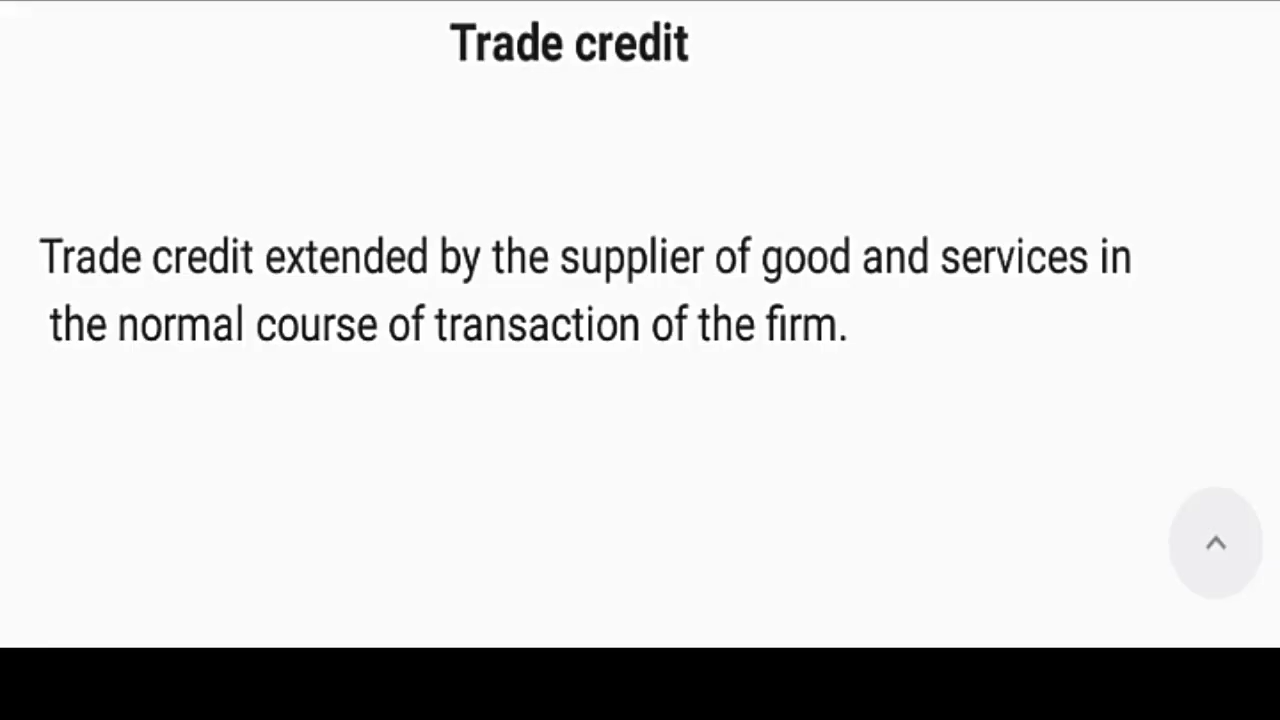 Trade credit
Trade credit extended by the supplier of good and services in
the normal course of transaction of the firm.